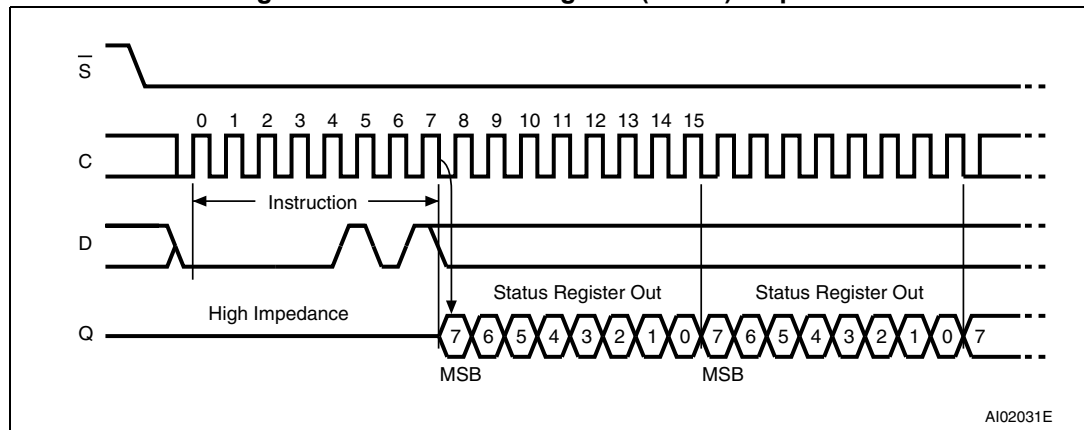 S
0 1 2 3 4 5 6 7 8 9 10 11 12 13 14 15
C
Instruction
D
High Impedance
Status Register Out Status Register Out
Q
7 6 5 4 3 2 1 0 7 6 5 4 3 2 1 0 7
MSB MSB
AI02031E